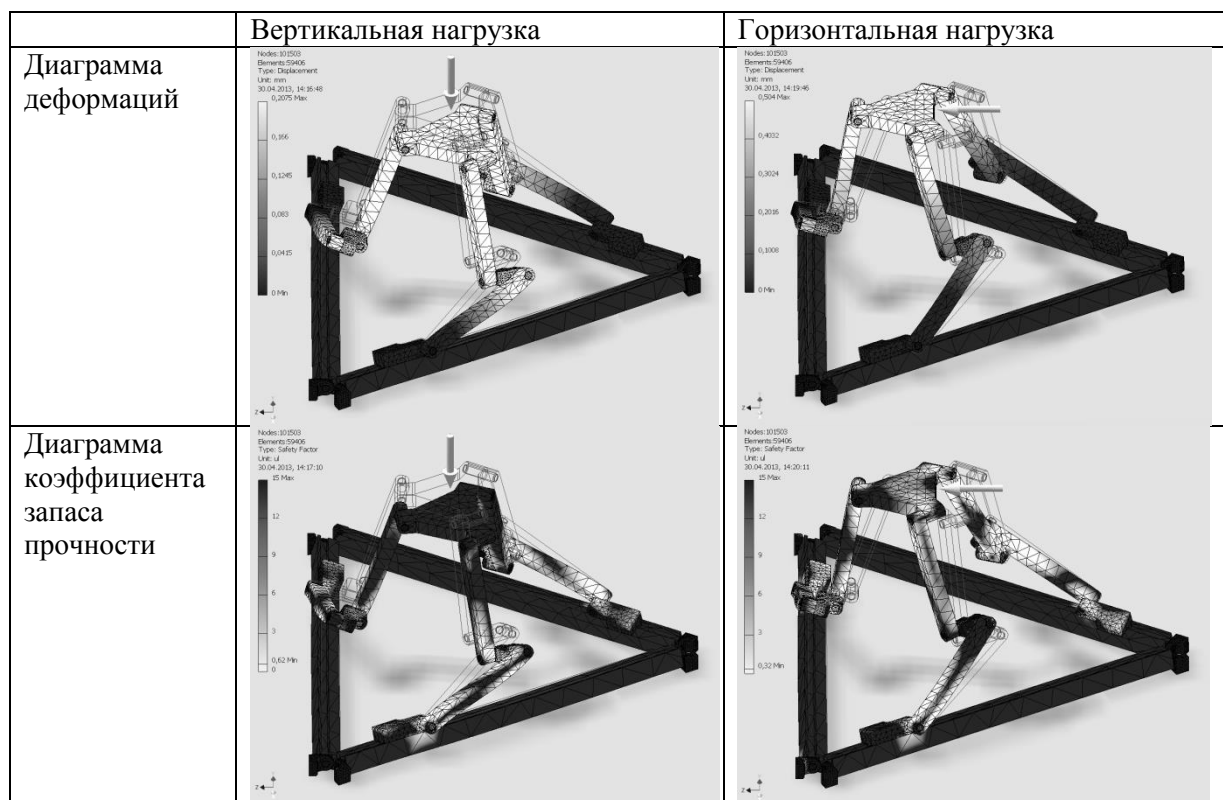 Вертикальная нагрузка
Горизонтальная нагрузка
Диаграмма
деформаций
Nodes:101503
Elements:59406
Type: Displacement
Unit: mm
30.04.2013, 14:16:48
0,2075 Max
0,166
0,1245
0,083
0,0415
0 Min
z
Nodes:101503
Elements:59406
Type: Displacement
Unit: mm
30.04.2013, 14:19:46
0,504 Max
0,4032
0,3024
0,2016
0,1008
0 Min
z
Диаграмма
коэффициента
запаса
прочности
Nodes:101503
Elements:59406
Type: Safety Factor
Unit: ul
30.04.2013, 14:17:10
15 Max
12
9
6
3
0,62 Min
0
z
Nodes:101503
Elements:59406
Type: Safety Factor
Unit: ul
30.04.2013, 14:20:11
15 Max
12
9
6
3
0,32 Min
z